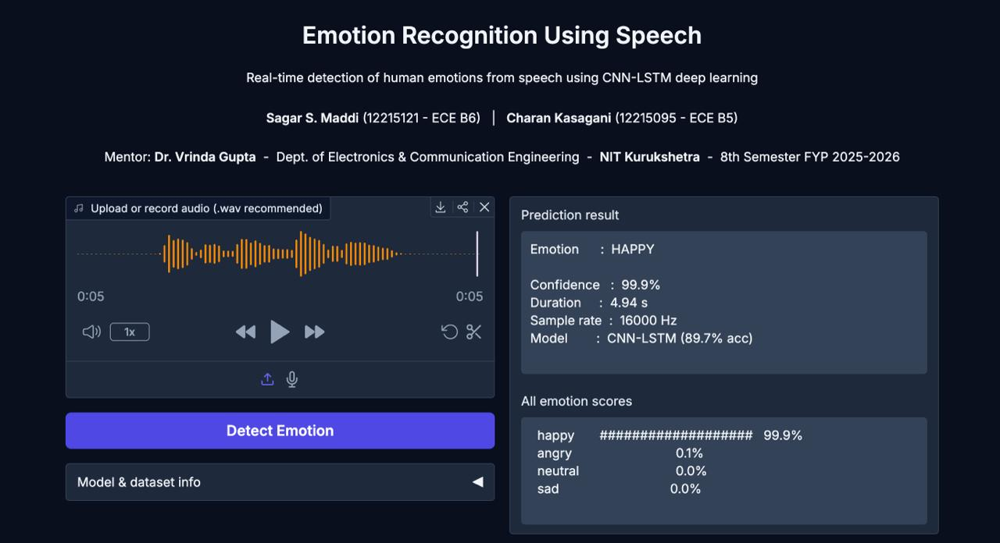 Emotion Recognition Using Speech
Real-time detection of human emotions from speech using CNN-LSTM deep learning
Sagar S. Maddi (12215121 - ECE B6) | Charan Kasagani (12215095 - ECE B5)
Mentor: Dr. Vrinda Gupta - Dept. of Electronics & Communication Engineering - NIT Kurukshetra - 8th Semester FYP 2025-2026
Upload or record audio (.wav recommended)
0:05 0:05
1x
Detect Emotion
Model & dataset info
Prediction result
Emotion : HAPPY
Confidence : 99.9%
Duration : 4.94 s
Sample rate : 16000 Hz
Model : CNN-LSTM (89.7% acc)
All emotion scores
happy ################### 99.9%
angry 0.1%
neutral 0.0%
sad 0.0%